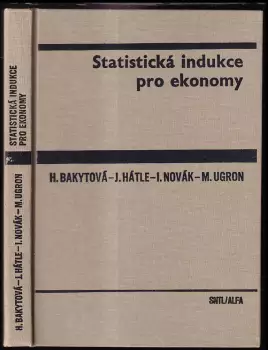 Statistická indukce
pro ekonomy
H. BAKYTOVÁ-J. HÁTLE-I. NOVÁK-M. UGRON
SNTL/ALFA
STATISTICKÁ INDUKCE
PRO EKONOMY
H. BAKYTOVÁ-J. HÁTLE-I. NOVÁK-M. UGRON